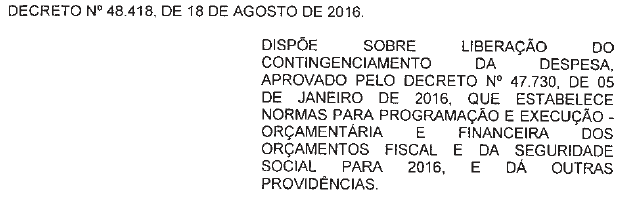 DECRETO Nº 48.418, DE 18 DE AGOSTO DE 2016.
DISPÕE SOBRE LIBERAÇÃO DO
CONTINGENCIAMENTO DA DESPESA,
APROVADO PELO DECRETO Nº 47.730, DE 05
DE JANEIRO DE 2016, QUE ESTABELECE
NORMAS PARA PROGRAMAÇÃO E EXECUÇÃO -
ORÇAMENTÁRIA E FINANCEIRA DOS
ORÇAMENTOS FISCAL E DA SEGURIDADE
SOCIAL PARA 2016, E DÁ OUTRAS
PROVIDÊNCIAS.